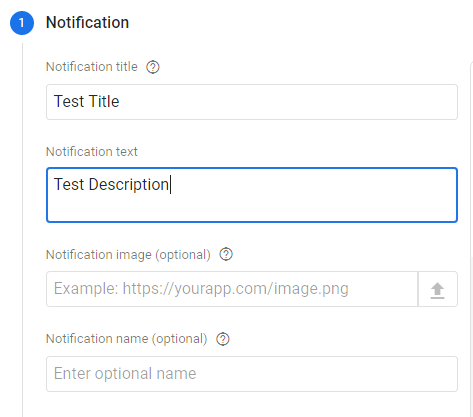 1 Notification
Notification title ?
Test Title
Notification text
Test Description
Notification image (optional) ?
Example: https://yourapp.com/image.png
Notification name (optional) ?
Enter optional name